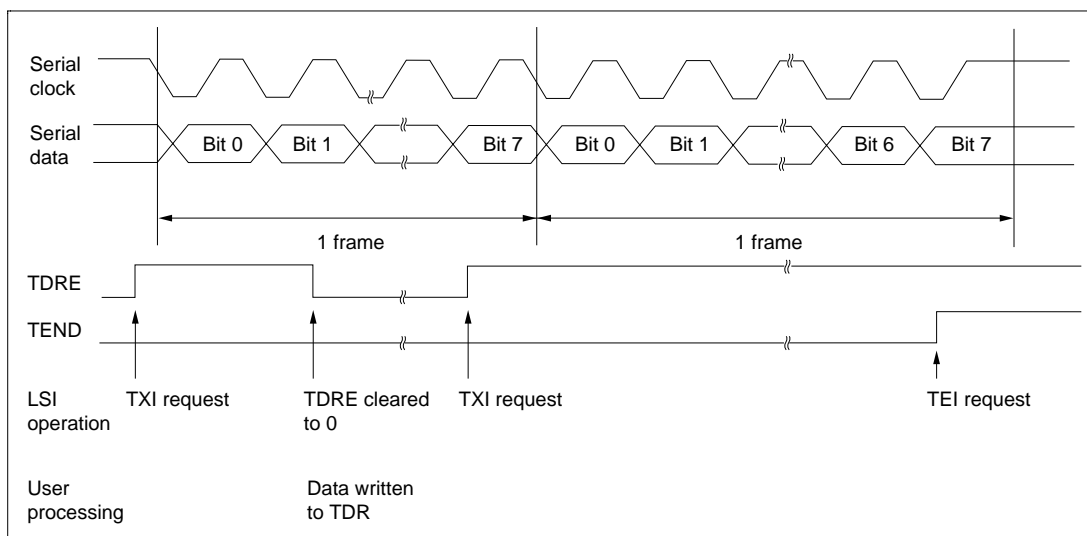 Serial
clock
Serial
data
Bit 0
Bit 1
Bit 7
Bit 0
Bit 1
Bit 6
Bit 7
1 frame
1 frame
TDRE
TEND
LSI
operation
TXI request
TDRE cleared
to 0
TXI request
TEI request
User
processing
Data written
to TDR